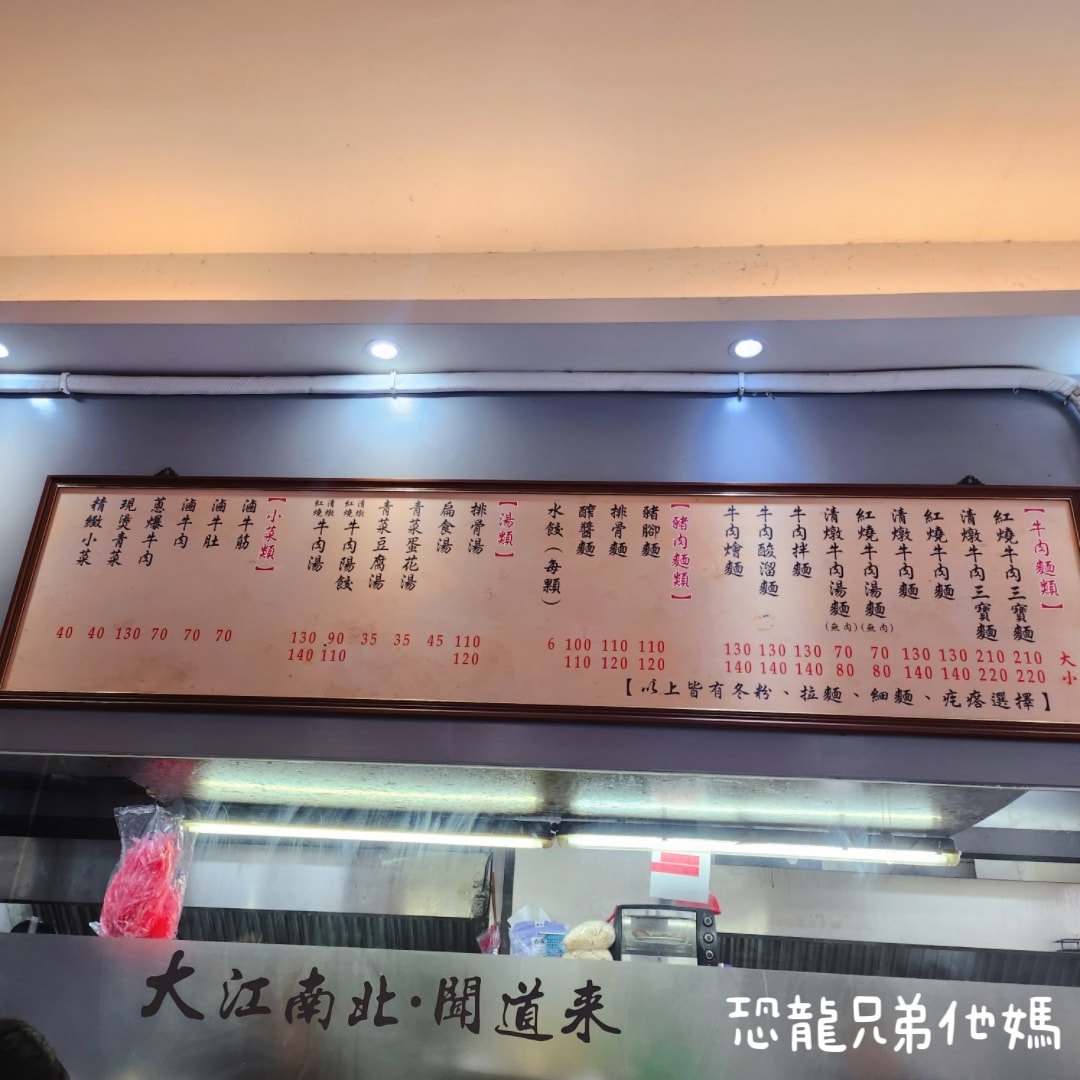 【牛肉麵類】
紅燒牛肉三寶麵
清燉牛肉三寶麵
紅燒牛肉麵
清燉牛肉麵
紅燒牛肉湯麵(無肉)
清燉牛肉湯麵(無肉)
牛肉拌麵
牛肉酸溜麵
牛肉燴麵
【豬肉麵類】
豬腳麵
排骨麵
醡醬麵
水餃(每顆)
【湯類】
排骨湯
扁食湯
青菜蛋花湯
青菜豆腐湯
清燉紅燒牛肉陽餃
清燉紅燒牛肉湯
【小菜類】
滷牛筋
滷牛肚
滷牛肉
蔥爆牛肉
現燙青菜
精緻小菜
40 40 130 70 70 70 130 90 35 35 45 110 6 100 110 110 130 130 130 70 70 130 130 210 210 大
140 110 120 110 120 120 140 140 140 80 80 140 140 220 220 小
【以上皆有冬粉、拉麵、細麵、疙瘩選擇】
大江南北·聞道来
恐龍兄弟他媽